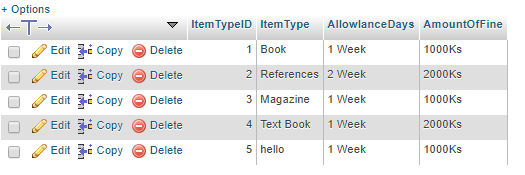 + Options
←T→ ItemTypeID ItemType AllowlanceDays AmountOfFine
Edit Copy Delete 1 Book 1 Week 1000Ks
Edit Copy Delete 2 References 2 Week 2000Ks
Edit Copy Delete 3 Magazine 1 Week 1000Ks
Edit Copy Delete 4 Text Book 1 Week 2000Ks
Edit Copy Delete 5 hello 1 Week 1000Ks